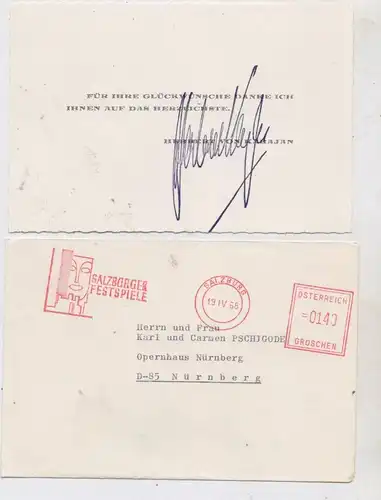 FÜR IHRE GLÜCKWÜNSCHE DANKE ICH
IHNEN AUF DAS HERZLICHSTE.
HERBERT VON KARAJAN
SALZBURGER
FESTSPIELE
SALZBURG
19 IV 68
ÖSTERREICH
=0140
GROSCHEN
Herrn und Frau
Karl und Carmen PSCHIGODE
Opernhaus Nürnberg
D-85 Nürnberg